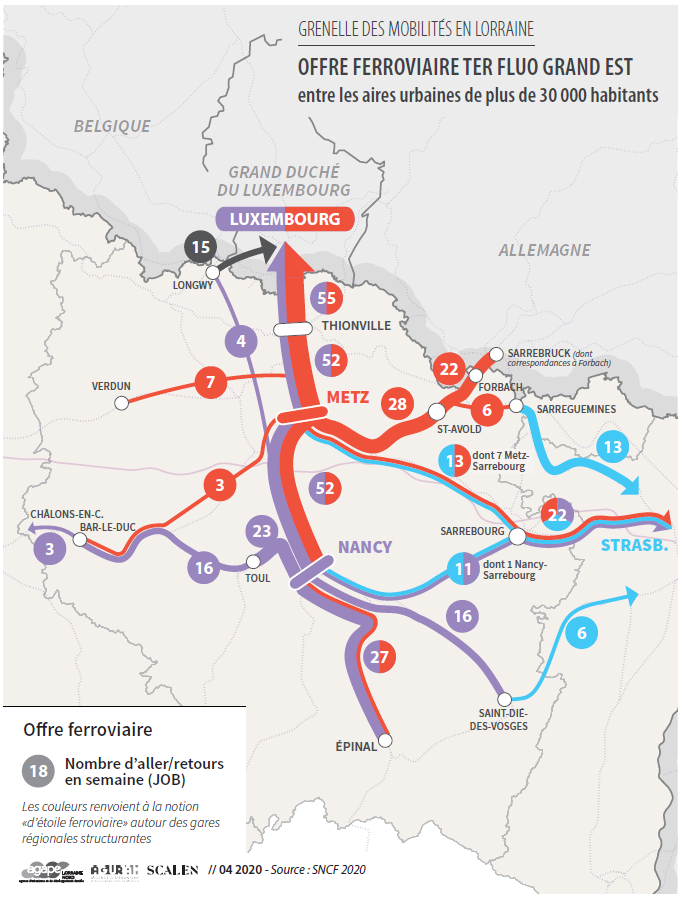 GRENELLE DES MOBILITÉS EN LORRAINE
OFFRE FERROVIAIRE TER FLUO GRAND EST
entre les aires urbaines de plus de 30 000 habitants
BELGIQUE
GRAND DUCHÉ
DU LUXEMBOURG
LUXEMBOURG
ALLEMAGNE
15
LONGWY
55
THIONVILLE
4
52
SARREBRUCK (dont
correspondances à Forbach)
22
FORBACH
7
VERDUN
METZ
28
6
SARREGUEMINES
ST-AVOLD
13
13
dont 7 Metz-
Sarrebourg
3
52
CHÂLONS-EN-C.
BAR-LE-DUC
3
23
22
SARREBOURG
STRASB.
NANCY
16
TOUL
11
dont 1 Nancy-
Sarrebourg
16
6
27
SAINT-DIÉ-
DES-VOSGES
ÉPINAL
Offre ferroviaire
18
Nombre d'aller/retours
en semaine (JOB)
Les couleurs renvoient à la notion
«d'étoile ferroviaire» autour des gares
régionales structurantes
agape LORRAINE
NORD
SCALEN // 04 2020 - Source : SNCF 2020